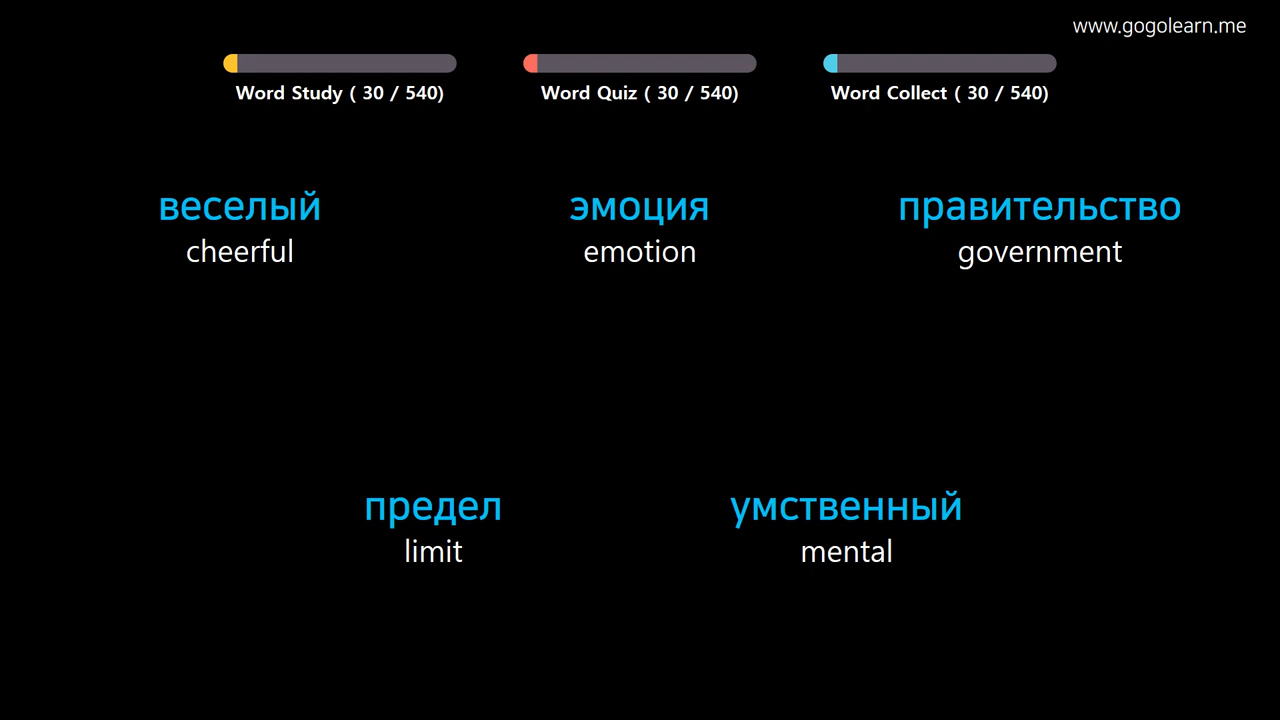 www.gogolearn.me
Word Study ( 30 / 540)
Word Quiz ( 30 / 540)
Word Collect ( 30 / 540)
веселый
cheerful
эмоция
emotion
правительство
government
предел
limit
умственный
mental